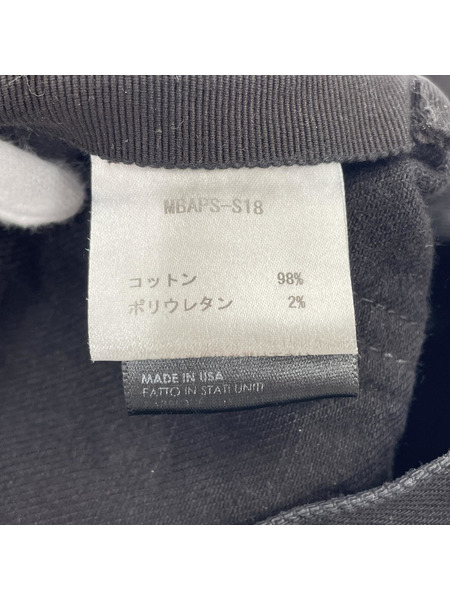 MBAPS-S18
コットン 98%
ポリウレタン 2%
MADE IN USA
FATTO IN STATI UNITI